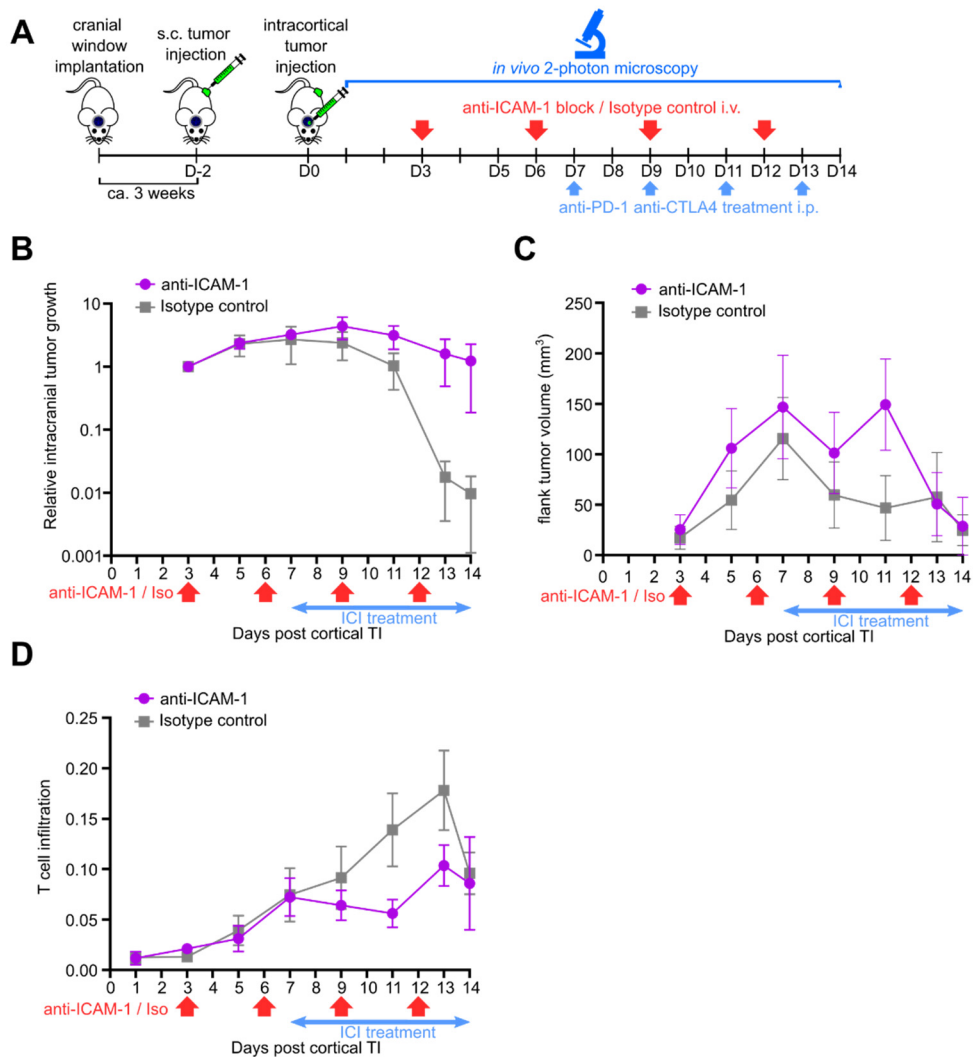 A
cranial
window
implantation
s.c. tumor
injection
intracortical
tumor
injection
in vivo 2-photon microscopy
anti-ICAM-1 block / Isotype control i.v.
D-2 D0 D3 D5 D6 D7 D8 D9 D10 D11 D12 D13 D14
ca. 3 weeks
anti-PD-1 anti-CTLA4 treatment i.p.
B
anti-ICAM-1
Isotype control
Relative intracranial tumor growth
10
1
0.1
0.01
0.001
0 1 2 3 4 5 6 7 8 9 10 11 12 13 14
anti-ICAM-1 / Iso
ICI treatment
Days post cortical TI
C
anti-ICAM-1
Isotype control
flank tumor volume (mm³)
250
200
150
100
50
0
0 1 2 3 4 5 6 7 8 9 10 11 12 13 14
anti-ICAM-1 / Iso
ICI treatment
Days post cortical TI
D
anti-ICAM-1
Isotype control
T cell infiltration
0.25
0.20
0.15
0.10
0.05
0.00
0 1 2 3 4 5 6 7 8 9 10 11 12 13 14
anti-ICAM-1 / Iso
ICI treatment
Days post cortical TI